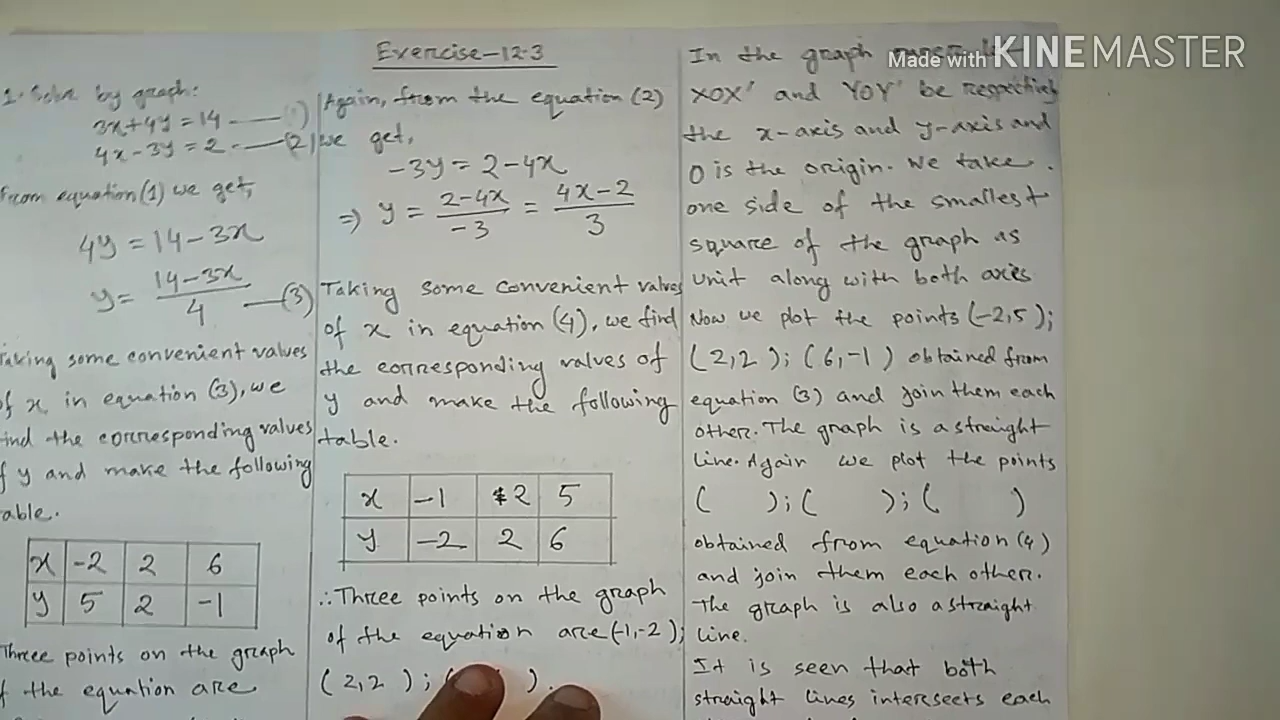 Made with KINEMASTER
Exercise-12.3
1. Solve by graph:
3x+4y=14 —— (1)
4x-3y=2 —— (2)
From equation (1) we get,
4y = 14-3x
y = (14-3x)/4 —(3)
Taking some convenient values
of x in equation (3), we
find the corresponding values
of y and make the following
table.
x -2 2 6
y 5 2 -1
Three points on the graph
of the equation are
Again, from the equation (2)
we get,
-3y = 2-4x
⇒ y = (2-4x)/-3 = (4x-2)/3
Taking some convenient values
of x in equation (4), we find
the corresponding values of
y and make the following
table.
x -1 2 5
y -2 2 6
∴Three points on the graph
of the equation are (-1,-2);
(2,2 ); ( ).
In the graph
XOX' and YOY' be respectively
the x-axis and y-axis and
O is the origin. We take
one side of the smallest
square of the graph as
unit along with both axis
Now we plot the points (-2,5);
(2,2 ); (6,-1 ) obtained from
equation (3) and join them each
other. The graph is a straight
line. Again we plot the points
( ); ( ); ( )
obtained from equation (4)
and join them each other.
The graph is also a straight
line.
It is seen that both
straight lines intersects each